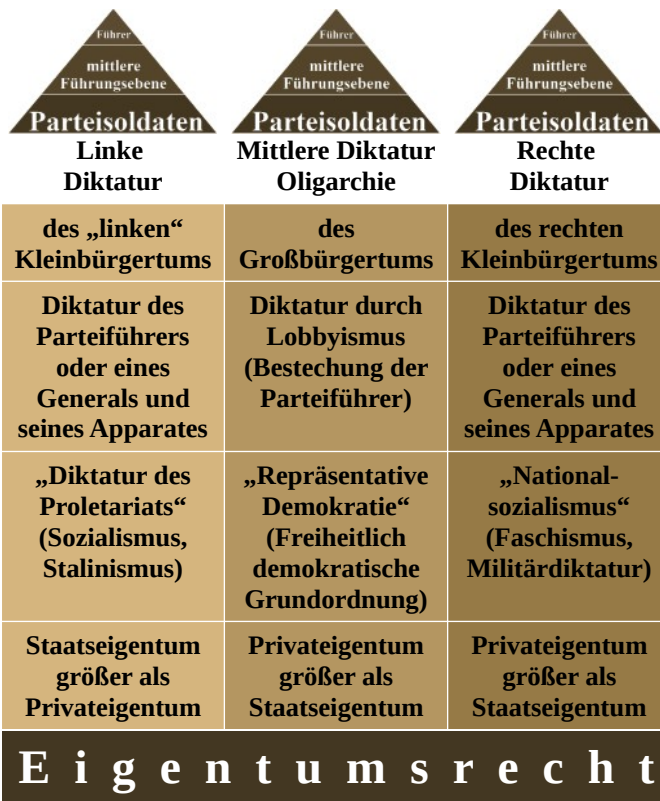 Führer
mittlere
Führungsebene
Parteisoldaten
Linke
Diktatur
des „linken“
Kleinbürgertums
Diktatur des
Parteiführers
oder eines
Generals und
seines Apparates
„Diktatur des
Proletariats“
(Sozialismus,
Stalinismus)
Staatseigentum
größer als
Privateigentum
Führer
mittlere
Führungsebene
Parteisoldaten
Mittlere Diktatur
Oligarchie
des
Großbürgertums
Diktatur durch
Lobbyismus
(Bestechung der
Parteiführer)
„Repräsentative
Demokratie“
(Freiheitlich
demokratische
Grundordnung)
Privateigentum
größer als
Staatseigentum
Führer
mittlere
Führungsebene
Parteisoldaten
Rechte
Diktatur
des rechten
Kleinbürgertums
Diktatur des
Parteiführers
oder eines
Generals und
seines Apparates
„National-
sozialismus“
(Faschismus,
Militärdiktatur)
Privateigentum
größer als
Staatseigentum
Eigentumsrecht